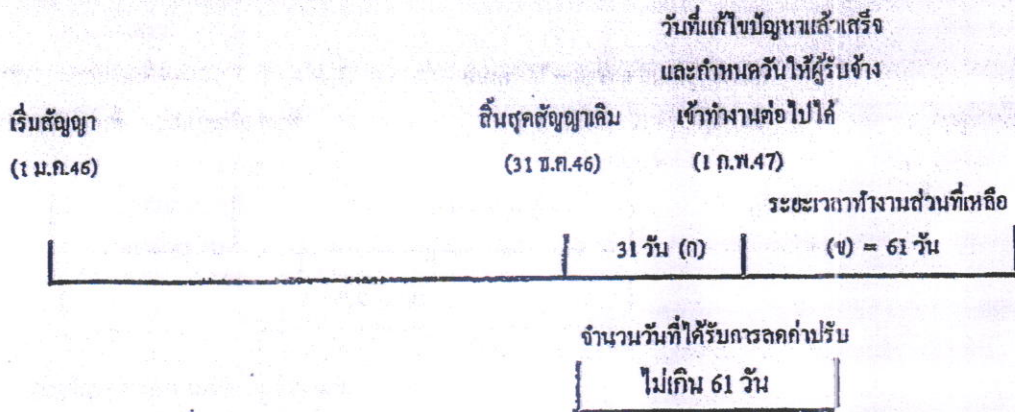 วันที่แก้ไขปัญหาแล้วเสร็จ
และกำหนดวันให้ผู้รับจ้าง
เริ่มสัญญา สิ้นสุดสัญญาเดิม เข้าทำงานต่อไปได้
(1 ม.ค.46) (31 ธ.ค.46) (1 ก.พ.47)
ระยะเวลาทำงานส่วนที่เหลือ
31 วัน (ก) (ข) = 61 วัน
จำนวนวันที่ได้รับการลดค่าปรับ
ไม่เกิน 61 วัน